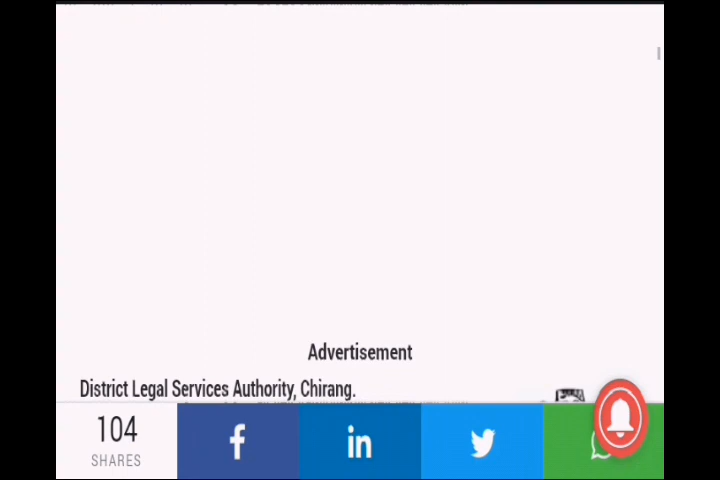 Advertisement
District Legal Services Authority, Chirang.
104
SHARES